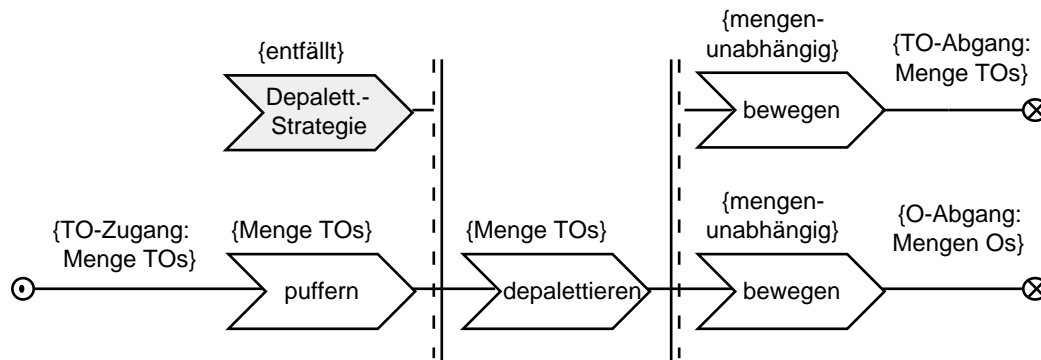 {entfällt}
Depalett.-
Strategie
{mengen-
unabhängig}
bewegen
{TO-Abgang:
Menge TOs}
{TO-Zugang:
Menge TOs}
{Menge TOs}
puffern
{Menge TOs}
depalettieren
{mengen-
unabhängig}
bewegen
{O-Abgang:
Mengen Os}